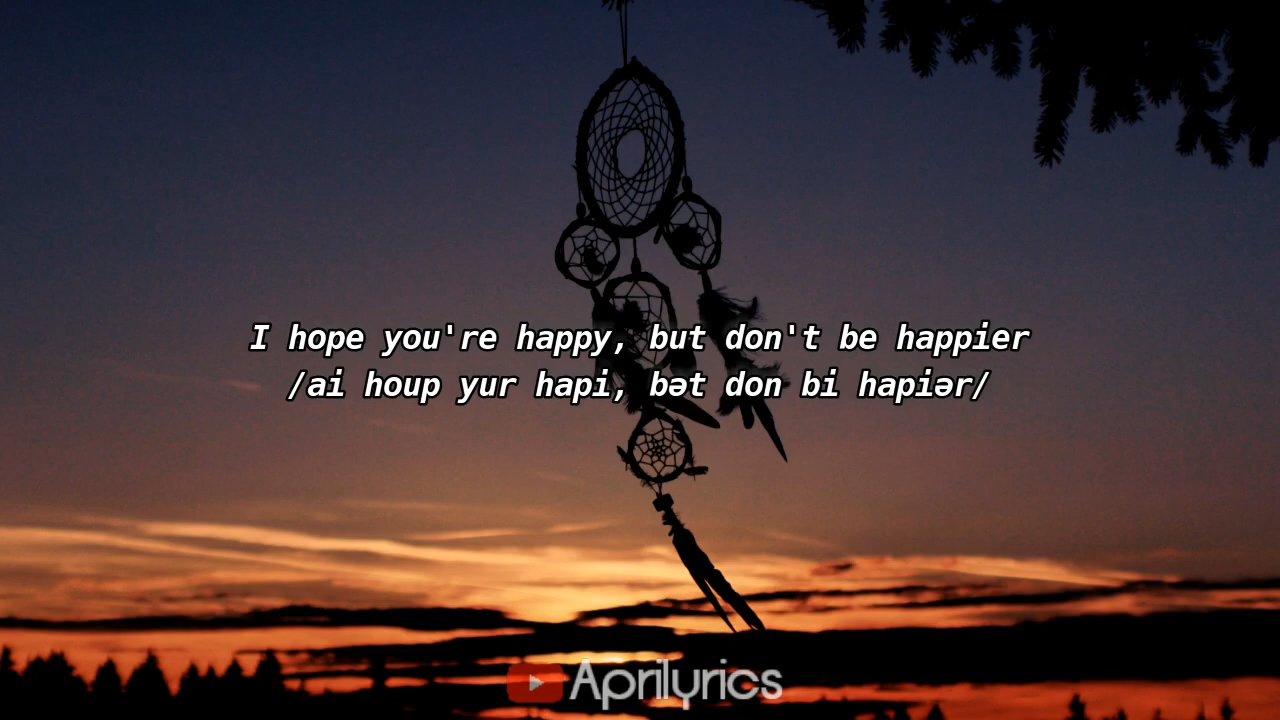 I hope you're happy, but don't be happier
/ai houp yur hapi, bət don bi hapiər/
Aprilyrics